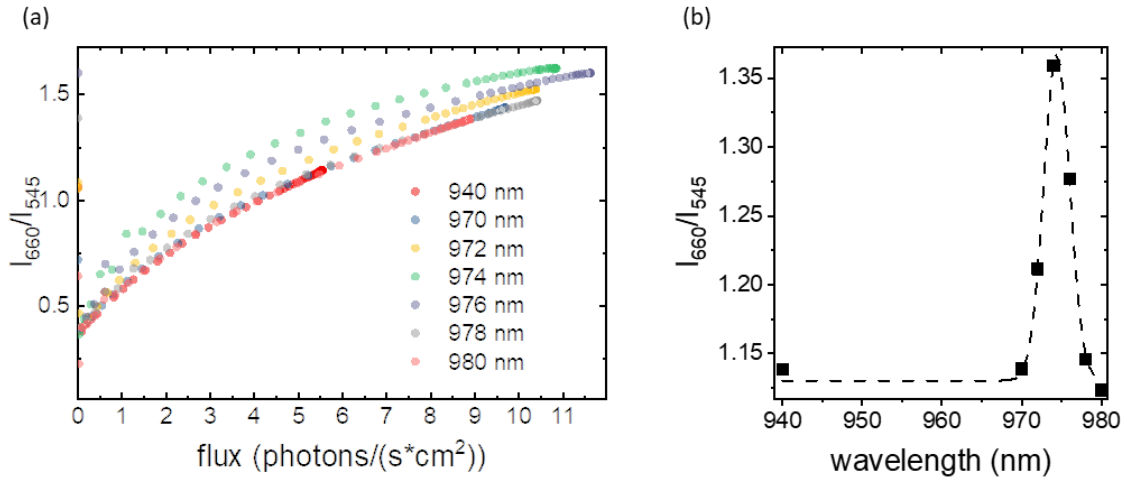 (a)
I660/I545
1.5
1.0
0.5
0 1 2 3 4 5 6 7 8 9 10 11
flux (photons/(s*cm2))
940 nm
970 nm
972 nm
974 nm
976 nm
978 nm
980 nm
(b)
I660/I545
1.35
1.30
1.25
1.20
1.15
940 950 960 970 980
wavelength (nm)